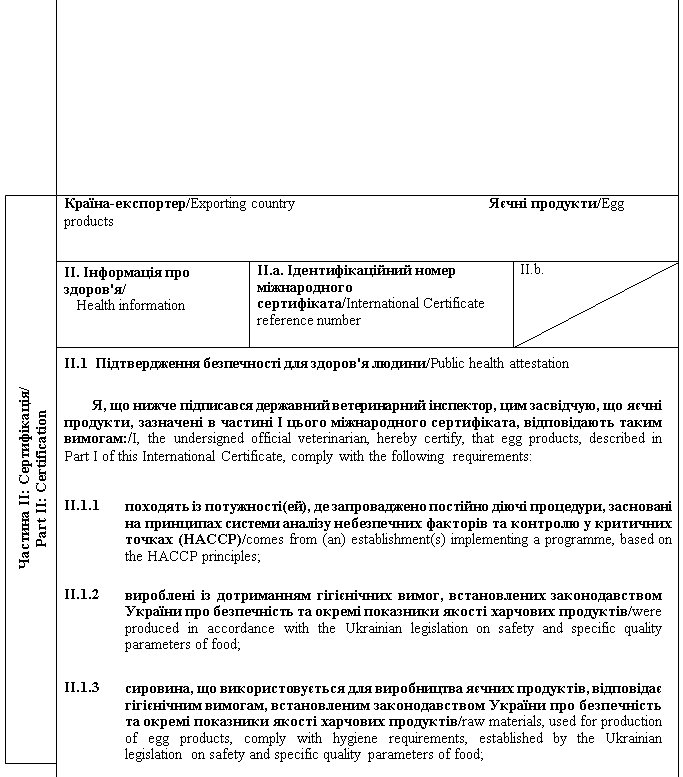 Країна-експортер/Exporting country Яєчні продукти/Egg
products
II. Інформація про
здоров'я/
Health information
II.a. Ідентифікаційний номер
міжнародного
сертифіката/International Certificate
reference number
II.b.
Частина II: Сертифікація/
Part II: Certification
II.1 Підтвердження безпечності для здоров'я людини/Public health attestation
Я, що нижче підписався державний ветеринарний інспектор, цим засвідчую, що яєчні
продукти, зазначені в частині I цього міжнародного сертифіката, відповідають таким
вимогам:/I, the undersigned official veterinarian, hereby certify, that egg products, described in
Part I of this International Certificate, comply with the following requirements:
II.1.1 походять із потужності(ей), де запроваджено постійно діючі процедури, засновані
на принципах системи аналізу небезпечних факторів та контролю у критичних
точках (HACCP)/comes from (an) establishment(s) implementing a programme, based on
the HACCP principles;
II.1.2 вироблені із дотриманням гігієнічних вимог, встановлених законодавством
України про безпечність та окремі показники якості харчових продуктів/were
produced in accordance with the Ukrainian legislation on safety and specific quality
parameters of food;
II.1.3 сировина, що використовується для виробництва яєчних продуктів, відповідає
гігієнічним вимогам, встановленим законодавством України про безпечність
та окремі показники якості харчових продуктів/raw materials, used for production
of egg products, comply with hygiene requirements, established by the Ukrainian
legislation on safety and specific quality parameters of food;